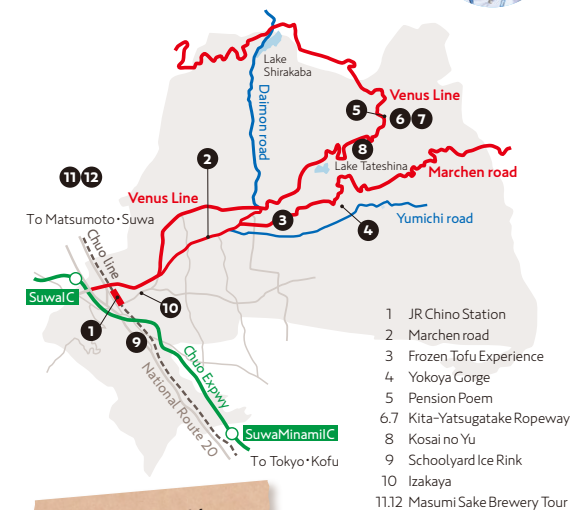 Lake
Shirakaba
Venus Line
5
6 7
Daimon road
8
2
Lake Tateshina
Marchen road
11 12
Venus Line
3
To Matsumoto・Suwa
4
Yumichi road
Chuo line
SuwaIC
10
1
9
Chuo Expwy
National Route 20
SuwaMinamiIC
To Tokyo・Kofu
1 JR Chino Station
2 Marchen road
3 Frozen Tofu Experience
4 Yokoya Gorge
5 Pension Poem
6.7 Kita-Yatsugatake Ropeway
8 Kosai no Yu
9 Schoolyard Ice Rink
10 Izakaya
11.12 Masumi Sake Brewery Tour